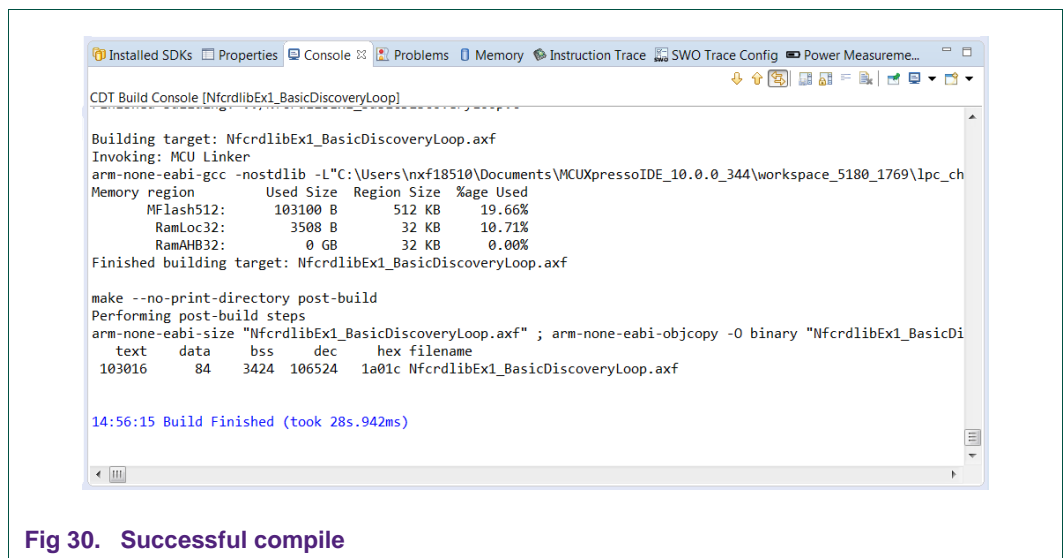 Installed SDKs Properties Console Problems Memory Instruction Trace SWO Trace Config Power Measureme...
CDT Build Console [NfcrdlibEx1_BasicDiscoveryLoop]
Building target: NfcrdlibEx1_BasicDiscoveryLoop.axf
Invoking: MCU Linker
arm-none-eabi-gcc -nostdlib -L"C:\Users\nxf18510\Documents\MCUXpressoIDE_10.0.0_344\workspace_5180_1769\lpc_ch
Memory region Used Size Region Size %age Used
MFlash512: 103100 B 512 KB 19.66%
RamLoc32: 3508 B 32 KB 10.71%
RamAHB32: 0 GB 32 KB 0.00%
Finished building target: NfcrdlibEx1_BasicDiscoveryLoop.axf
make --no-print-directory post-build
Performing post-build steps
arm-none-eabi-size "NfcrdlibEx1_BasicDiscoveryLoop.axf" ; arm-none-eabi-objcopy -O binary "NfcrdlibEx1_BasicDi
text data bss dec hex filename
103016 84 3424 106524 1a01c NfcrdlibEx1_BasicDiscoveryLoop.axf
14:56:15 Build Finished (took 28s.942ms)
Fig 30. Successful compile